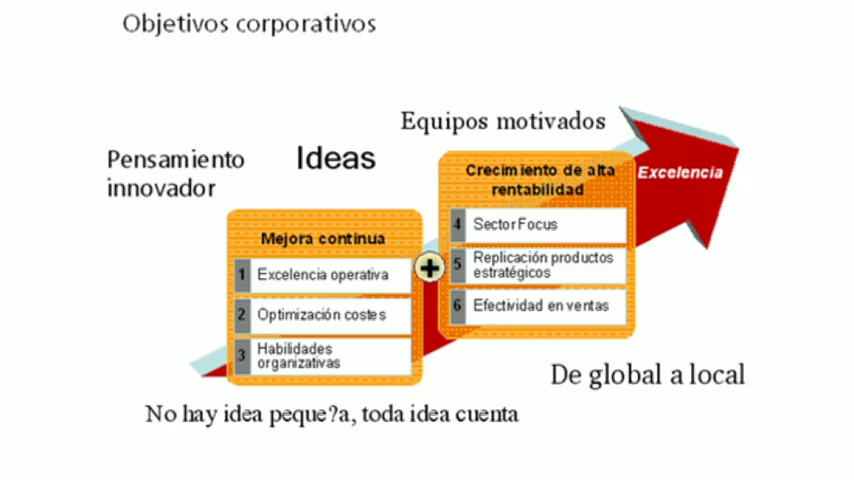 Objetivos corporativos
Equipos motivados
Pensamiento
innovador
Ideas
Crecimiento de alta
rentabilidad
Excelencia
4 Sector Focus
5 Replicación productos
estratégicos
6 Efectividad en ventas
Mejora continua
1 Excelencia operativa
2 Optimización costes
3 Habilidades
organizativas
+
De global a local
No hay idea peque?a, toda idea cuenta